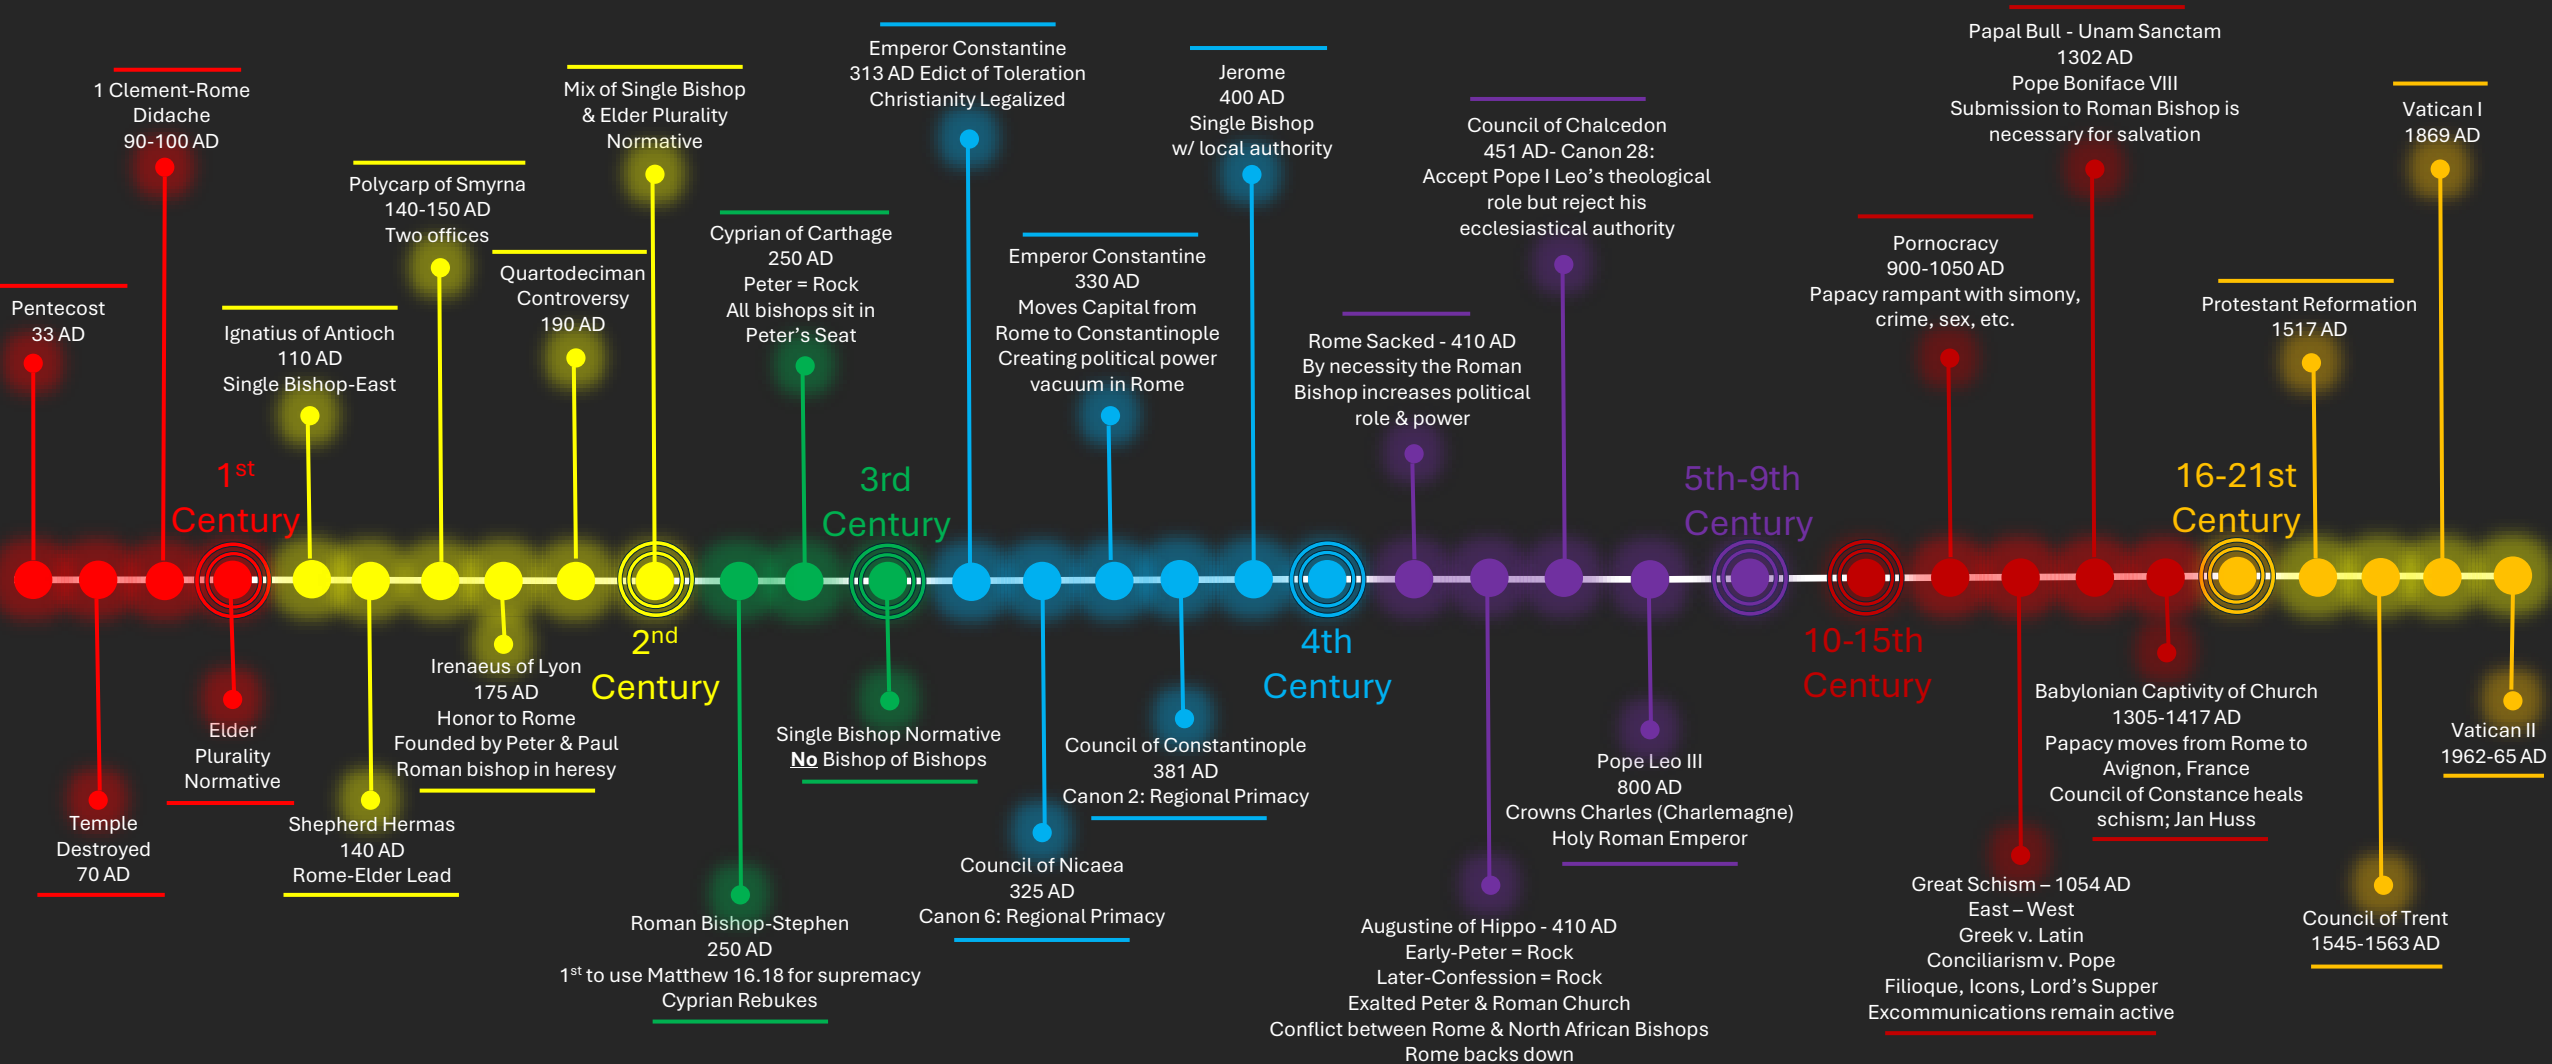 Pentecost
33 AD
Temple
Destroyed
70 AD
1 Clement-Rome
Didache
90-100 AD
1st
Century
Elder
Plurality
Normative
Ignatius of Antioch
110 AD
Single Bishop-East
Shepherd Hermas
140 AD
Rome-Elder Lead
Polycarp of Smyrna
140-150 AD
Two offices
Irenaeus of Lyon
175 AD
Honor to Rome
Founded by Peter & Paul
Roman bishop in heresy
Quartodeciman
Controversy
190 AD
Mix of Single Bishop
& Elder Plurality
Normative
2nd
Century
Roman Bishop-Stephen
250 AD
1st to use Matthew 16.18 for supremacy
Cyprian Rebukes
Cyprian of Carthage
250 AD
Peter = Rock
All bishops sit in
Peter's Seat
3rd
Century
Single Bishop Normative
No Bishop of Bishops
Emperor Constantine
313 AD Edict of Toleration
Christianity Legalized
Council of Nicaea
325 AD
Canon 6: Regional Primacy
Emperor Constantine
330 AD
Moves Capital from
Rome to Constantinople
Creating political power
vacuum in Rome
Council of Constantinople
381 AD
Canon 2: Regional Primacy
Jerome
400 AD
Single Bishop
w/ local authority
4th
Century
Rome Sacked - 410 AD
By necessity the Roman
Bishop increases political
role & power
Augustine of Hippo - 410 AD
Early-Peter = Rock
Later-Confession = Rock
Exalted Peter & Roman Church
Conflict between Rome & North African Bishops
Rome backs down
Council of Chalcedon
451 AD- Canon 28:
Accept Pope I Leo's theological
role but reject his
ecclesiastical authority
Pope Leo III
800 AD
Crowns Charles (Charlemagne)
Holy Roman Emperor
5th-9th
Century
10-15th
Century
Pornocracy
900-1050 AD
Papacy rampant with simony,
crime, sex, etc.
Great Schism – 1054 AD
East – West
Greek v. Latin
Conciliarism v. Pope
Filioque, Icons, Lord's Supper
Excommunications remain active
Papal Bull - Unam Sanctam
1302 AD
Pope Boniface VIII
Submission to Roman Bishop is
necessary for salvation
Babylonian Captivity of Church
1305-1417 AD
Papacy moves from Rome to
Avignon, France
Council of Constance heals
schism; Jan Huss
16-21st
Century
Protestant Reformation
1517 AD
Council of Trent
1545-1563 AD
Vatican I
1869 AD
Vatican II
1962-65 AD